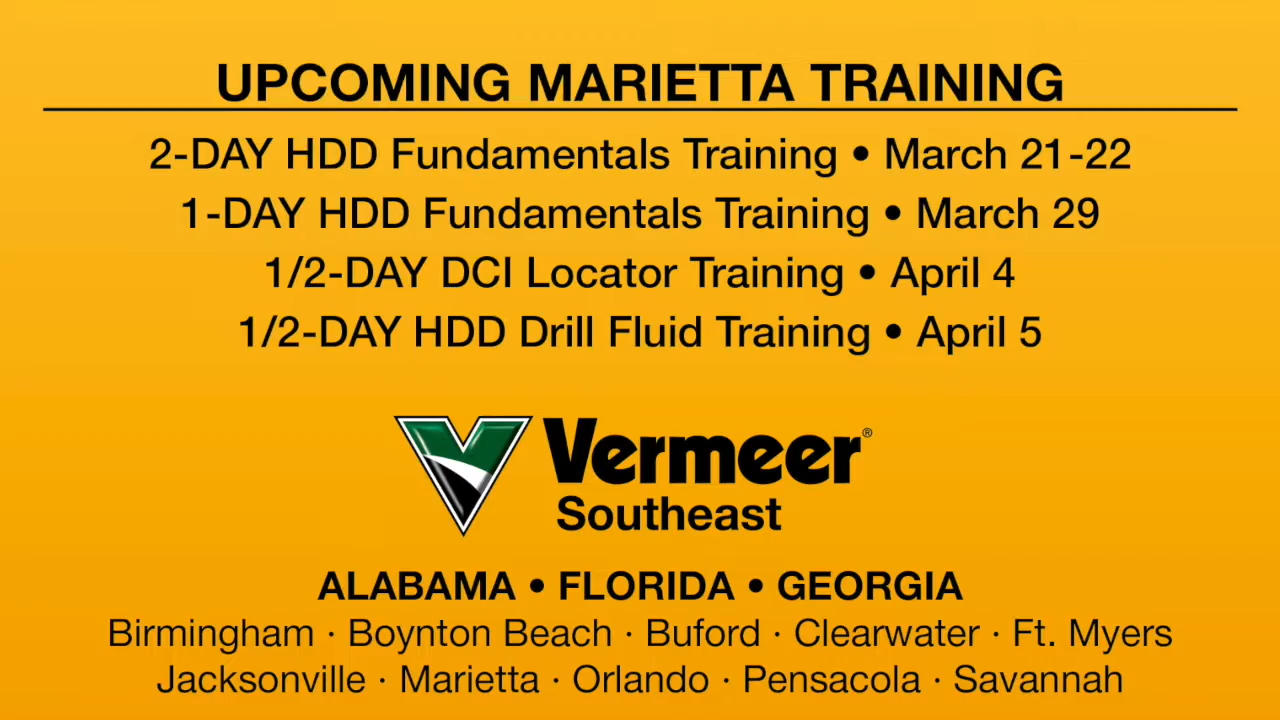 UPCOMING MARIETTA TRAINING
2-DAY HDD Fundamentals Training • March 21-22
1-DAY HDD Fundamentals Training • March 29
1/2-DAY DCI Locator Training • April 4
1/2-DAY HDD Drill Fluid Training • April 5
Vermeer®
Southeast
ALABAMA • FLORIDA • GEORGIA
Birmingham · Boynton Beach · Buford · Clearwater · Ft. Myers
Jacksonville · Marietta · Orlando · Pensacola · Savannah